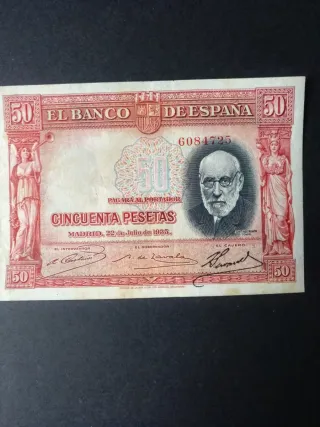 50 EL BANCO DE ESPAÑA 50
6084725
50
PAGARÁ AL PORTADOR
CINCUENTA PESETAS
MADRID, 22 de Julio de 1935.
EL INTERVENTOR EL GOBERNADOR EL CAJERO
50 50